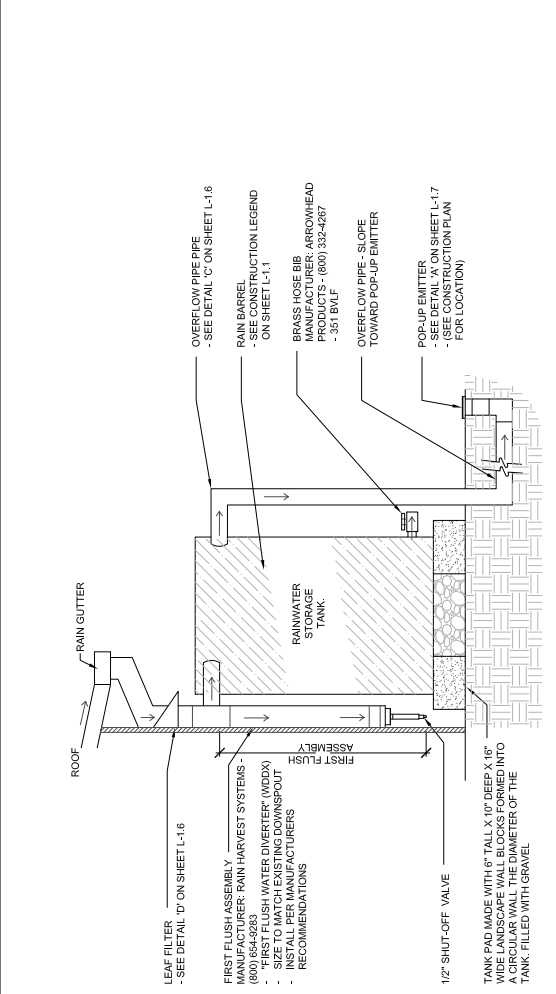 ROOF
RAIN GUTTER
LEAF FILTER
- SEE DETAIL 'D' ON SHEET L-1.6
FIRST FLUSH ASSEMBLY
MANUFACTURER: RAIN HARVEST SYSTEMS -
(800) 654-9283
- "FIRST FLUSH WATER DIVERTER" (WDDX)
- SIZE TO MATCH EXISTING DOWNSPOUT
- INSTALL PER MANUFACTURERS
RECOMMENDATIONS
FIRST FLUSH
ASSEMBLY
1/2" SHUT-OFF VALVE
TANK PAD MADE WITH 6" TALL X 10" DEEP X 16"
WIDE LANDSCAPE WALL BLOCKS FORMED INTO
A CIRCULAR WALL THE DIAMETER OF THE
TANK. FILLED WITH GRAVEL
RAINWATER
STORAGE
TANK.
OVERFLOW PIPE PIPE
- SEE DETAIL 'C' ON SHEET L-1.6
RAIN BARREL
- SEE CONSTRUCTION LEGEND
ON SHEET L-1.1
BRASS HOSE BIB
MANUFACTURER: ARROWHEAD
PRODUCTS - (800) 332-4267
- 351 BVLF
OVERFLOW PIPE - SLOPE
TOWARD POP-UP EMITTER
POP-UP EMITTER
- SEE DETAIL 'A' ON SHEET L-1.7
- (SEE CONSTRUCTION PLAN
FOR LOCATION)